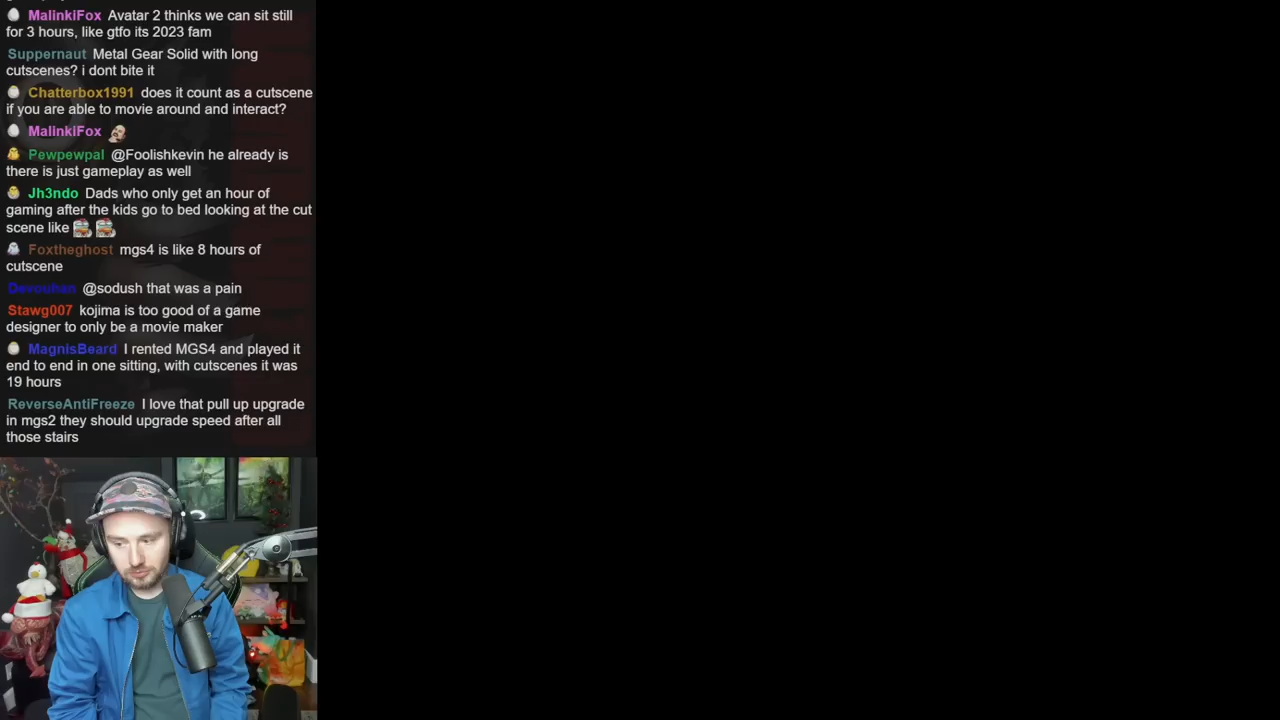 MalinkiFox Avatar 2 thinks we can sit still
for 3 hours, like gtfo its 2023 fam
Suppernaut Metal Gear Solid with long
cutscenes? i dont bite it
Chatterbox1991 does it count as a cutscene
if you are able to movie around and interact?
MalinkiFox
Pewpewpal @Foolishkevin he already is
there is just gameplay as well
Jh3ndo Dads who only get an hour of
gaming after the kids go to bed looking at the cut
scene like
Foxtheghost mgs4 is like 8 hours of
cutscene
Devouhan @sodush that was a pain
Stawg007 kojima is too good of a game
designer to only be a movie maker
MagnisBeard I rented MGS4 and played it
end to end in one sitting, with cutscenes it was
19 hours
ReverseAntiFreeze I love that pull up upgrade
in mgs2 they should upgrade speed after all
those stairs